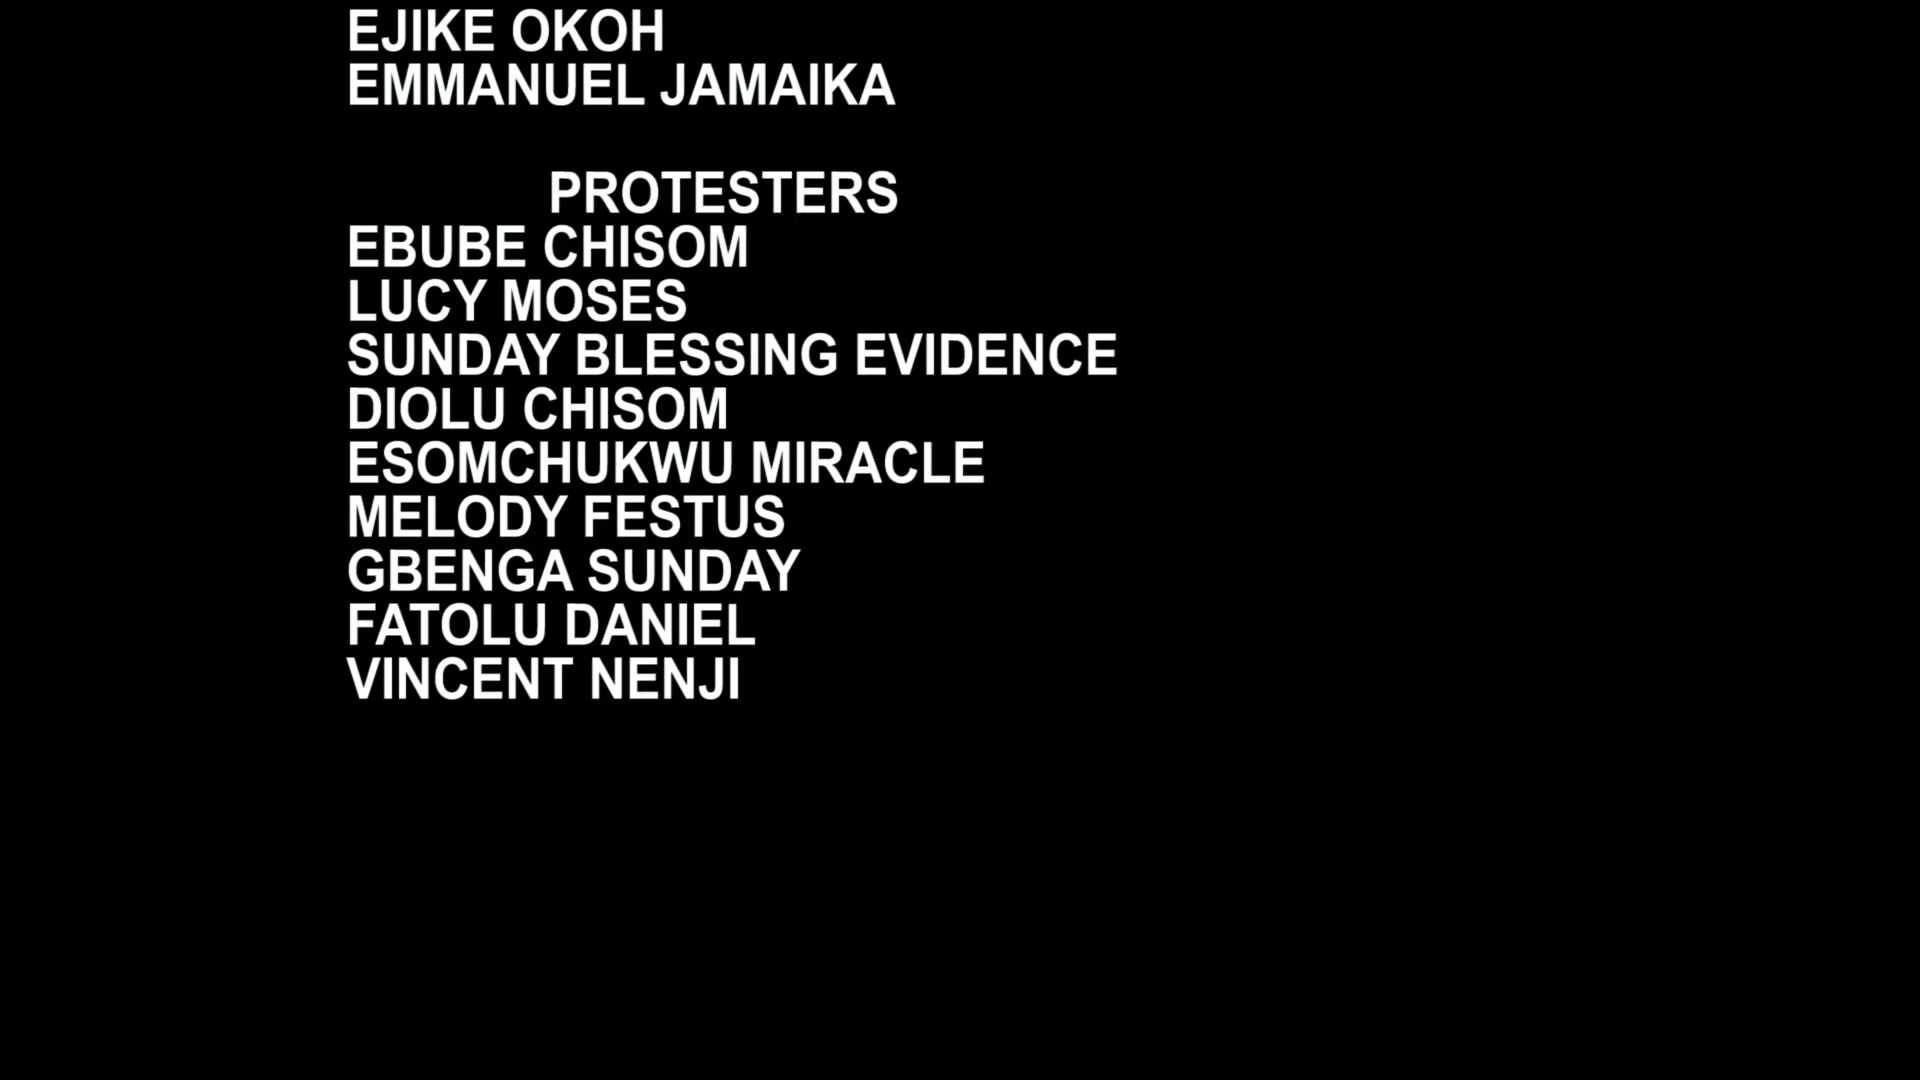 EJIKE OKOH
EMMANUEL JAMAIKA
PROTESTERS
EBUBE CHISOM
LUCY MOSES
SUNDAY BLESSING EVIDENCE
DIOLU CHISOM
ESOMCHUKWU MIRACLE
MELODY FESTUS
GBENGA SUNDAY
FATOLU DANIEL
VINCENT NENJI